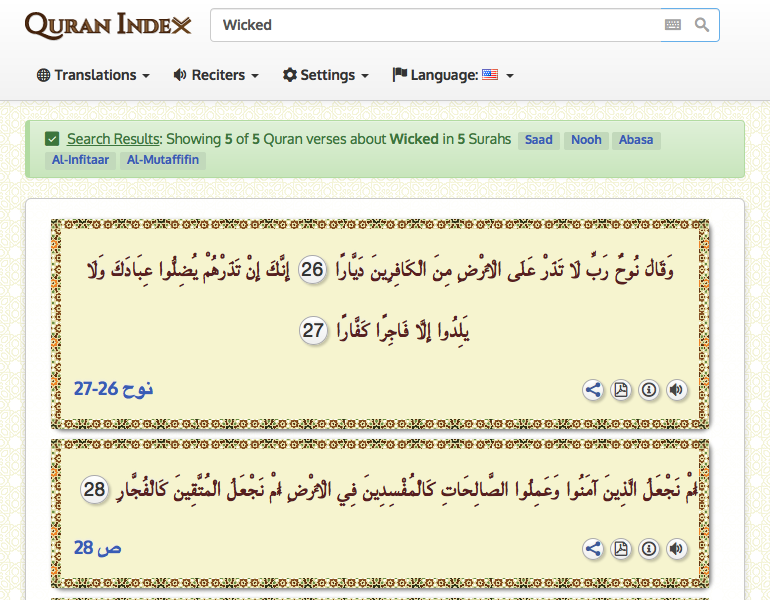 QURAN INDEX
Wicked
Translations
Reciters
Settings
Language:
Search Results: Showing 5 of 5 Quran verses about Wicked in 5 Surahs Saad Nooh Abasa
Al-Infitaar Al-Mutaffifin
وَقَالَ نُوحٌ رَبِّ لَا تَذَرْ عَلَى الْأَرْضِ مِنَ الْكَافِرِينَ دَيَّارًا 26 إِنَّكَ إِنْ تَذَرْهُمْ يُضِلُّوا عِبَادَكَ وَلَا
يَلِدُوا إِلَّا فَاجِرًا كَفَّارًا 27
نوح 26-27
أَمْ نَجْعَلُ الَّذِينَ آمَنُوا وَعَمِلُوا الصَّالِحَاتِ كَالْمُفْسِدِينَ فِي الْأَرْضِ أَمْ نَجْعَلُ الْمُتَّقِينَ كَالْفُجَّارِ 28
ص 28